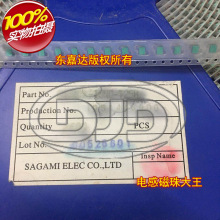 100%
实物拍摄
东嘉达版权所有
Part No.
Production No.
Quantity
PCS
Lot No.
SAGAMI ELEC CO.,LTD
Insp Name
DJD
电感磁珠大王